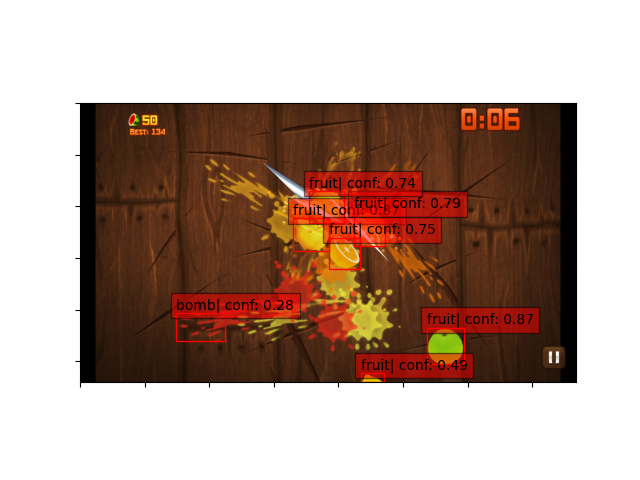 50
BEST: 134
0:06
fruit| conf: 0.74
fruit| conf: 0.79
fruit| conf: 0.87
fruit| conf: 0.75
bomb| conf: 0.28
fruit| conf: 0.87
fruit| conf: 0.49